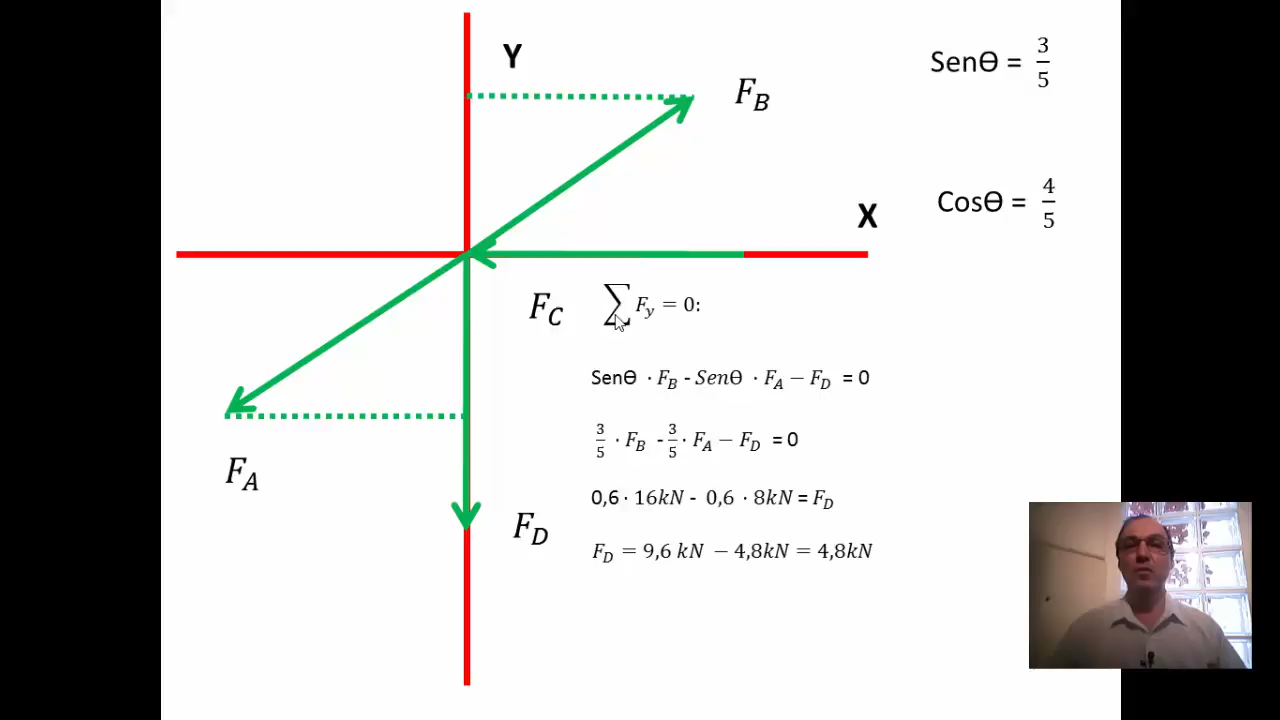 Y
F_B
SenΘ = 3/5
CosΘ = 4/5
X
F_C
∑ F_y = 0:
SenΘ · F_B - SenΘ · F_A − F_D = 0
3/5 · F_B - 3/5 · F_A − F_D = 0
F_A
0,6 · 16kN - 0,6 · 8kN = F_D
F_D
F_D = 9,6 kN − 4,8kN = 4,8kN